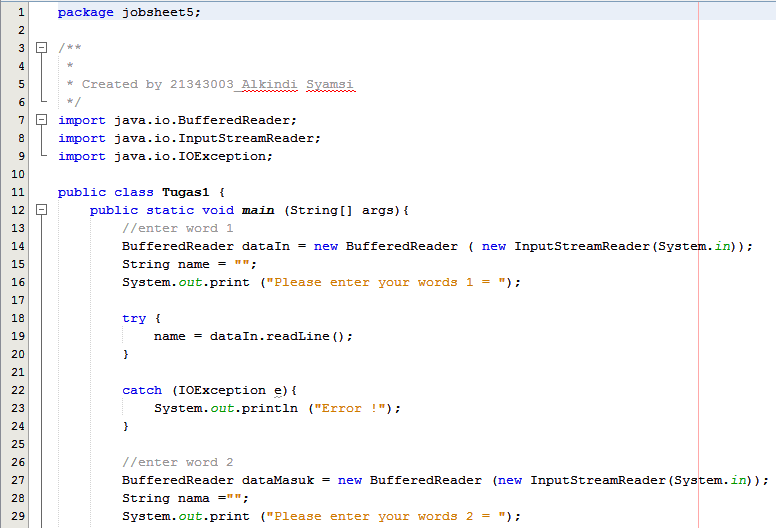 1 package jobsheet5;
2
3 /**
4 *
5 * Created by 21343003_Alkindi Syamsi
6 */
7 import java.io.BufferedReader;
8 import java.io.InputStreamReader;
9 import java.io.IOException;
10
11 public class Tugas1 {
12 public static void main (String[] args){
13 //enter word 1
14 BufferedReader dataIn = new BufferedReader ( new InputStreamReader(System.in));
15 String name = "";
16 System.out.print ("Please enter your words 1 = ");
17
18 try {
19 name = dataIn.readLine();
20 }
21
22 catch (IOException e){
23 System.out.println ("Error !");
24 }
25
26 //enter word 2
27 BufferedReader dataMasuk = new BufferedReader (new InputStreamReader(System.in));
28 String nama ="";
29 System.out.print ("Please enter your words 2 = ");